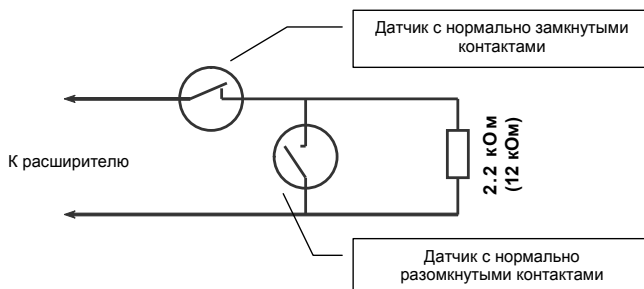 Датчик с нормально замкнутыми
контактами
К расширителю
2.2 кОм
(12 кОм)
Датчик с нормально
разомкнутыми контактами